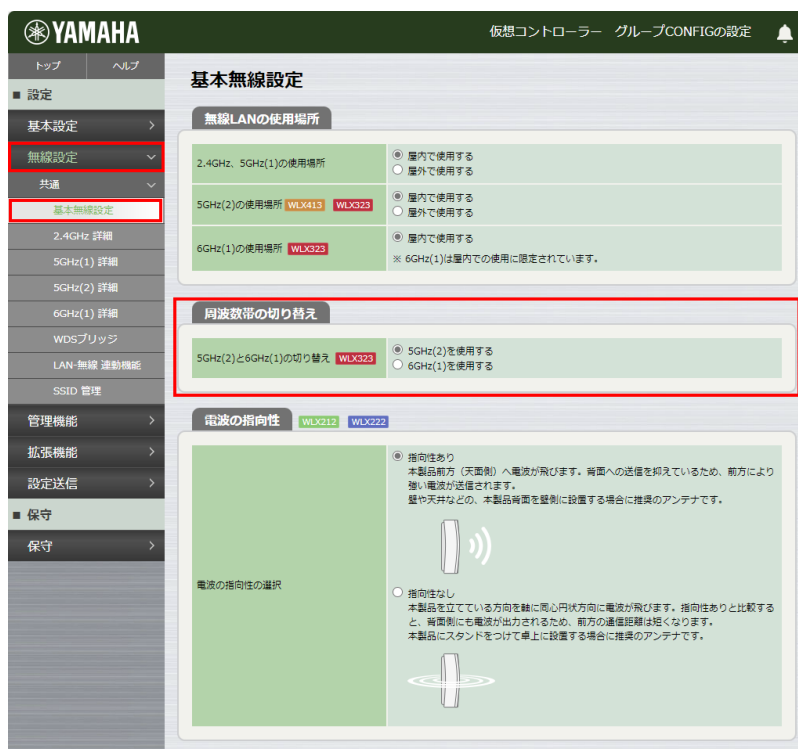 YAMAHA
仮想コントローラー グループCONFIGの設定
トップ ヘルプ
■ 設定
基本設定
無線設定
共通
基本無線設定
2.4GHz 詳細
5GHz(1) 詳細
5GHz(2) 詳細
6GHz(1) 詳細
WDSブリッジ
LAN-無線 連動機能
SSID 管理
管理機能
拡張機能
設定送信
■ 保守
保守
基本無線設定
無線LANの使用場所
2.4GHz、5GHz(1)の使用場所
屋内で使用する
屋外で使用する
5GHz(2)の使用場所 WLX413 WLX323
屋内で使用する
屋外で使用する
6GHz(1)の使用場所 WLX323
屋内で使用する
※ 6GHz(1)は屋内での使用に限定されています。
周波数帯の切り替え
5GHz(2)と6GHz(1)の切り替え WLX323
5GHz(2)を使用する
6GHz(1)を使用する
電波の指向性 WLX212 WLX222
電波の指向性の選択
指向性あり
本製品前方（天面側）へ電波が飛びます。背面への送信を抑えているため、前方により
強い電波が送信されます。
壁や天井などの、本製品背面を壁側に設置する場合に推奨のアンテナです。
指向性なし
本製品を立てている方向を軸に同心円状方向に電波が飛びます。指向性ありと比較する
と、背面側にも電波が出力されるため、前方の通信距離は短くなります。
本製品にスタンドをつけて卓上に設置する場合に推奨のアンテナです。